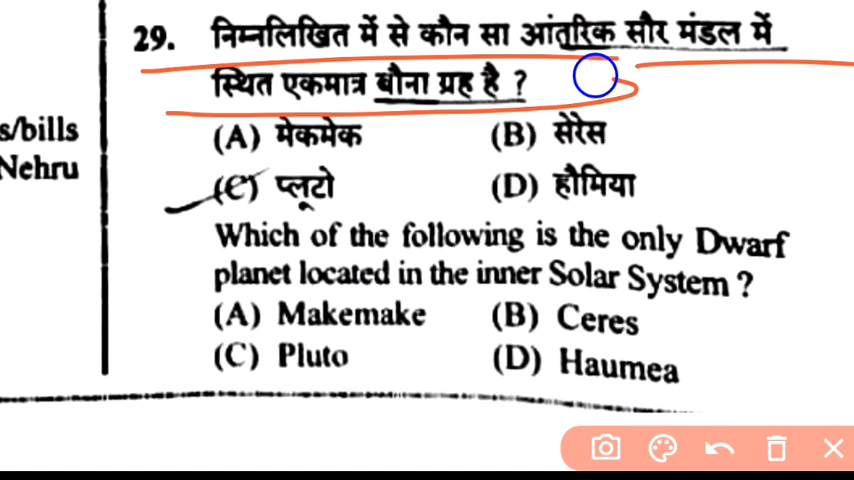 29. निम्नलिखित में से कौन सा आंतरिक सौर मंडल में
स्थित एकमात्र बौना ग्रह है ?
s/bills
Nehru
(A) मेकमेक (B) सेरेस
(C) प्लूटो (D) हौमिया
Which of the following is the only Dwarf
planet located in the inner Solar System ?
(A) Makemake (B) Ceres
(C) Pluto (D) Haumea